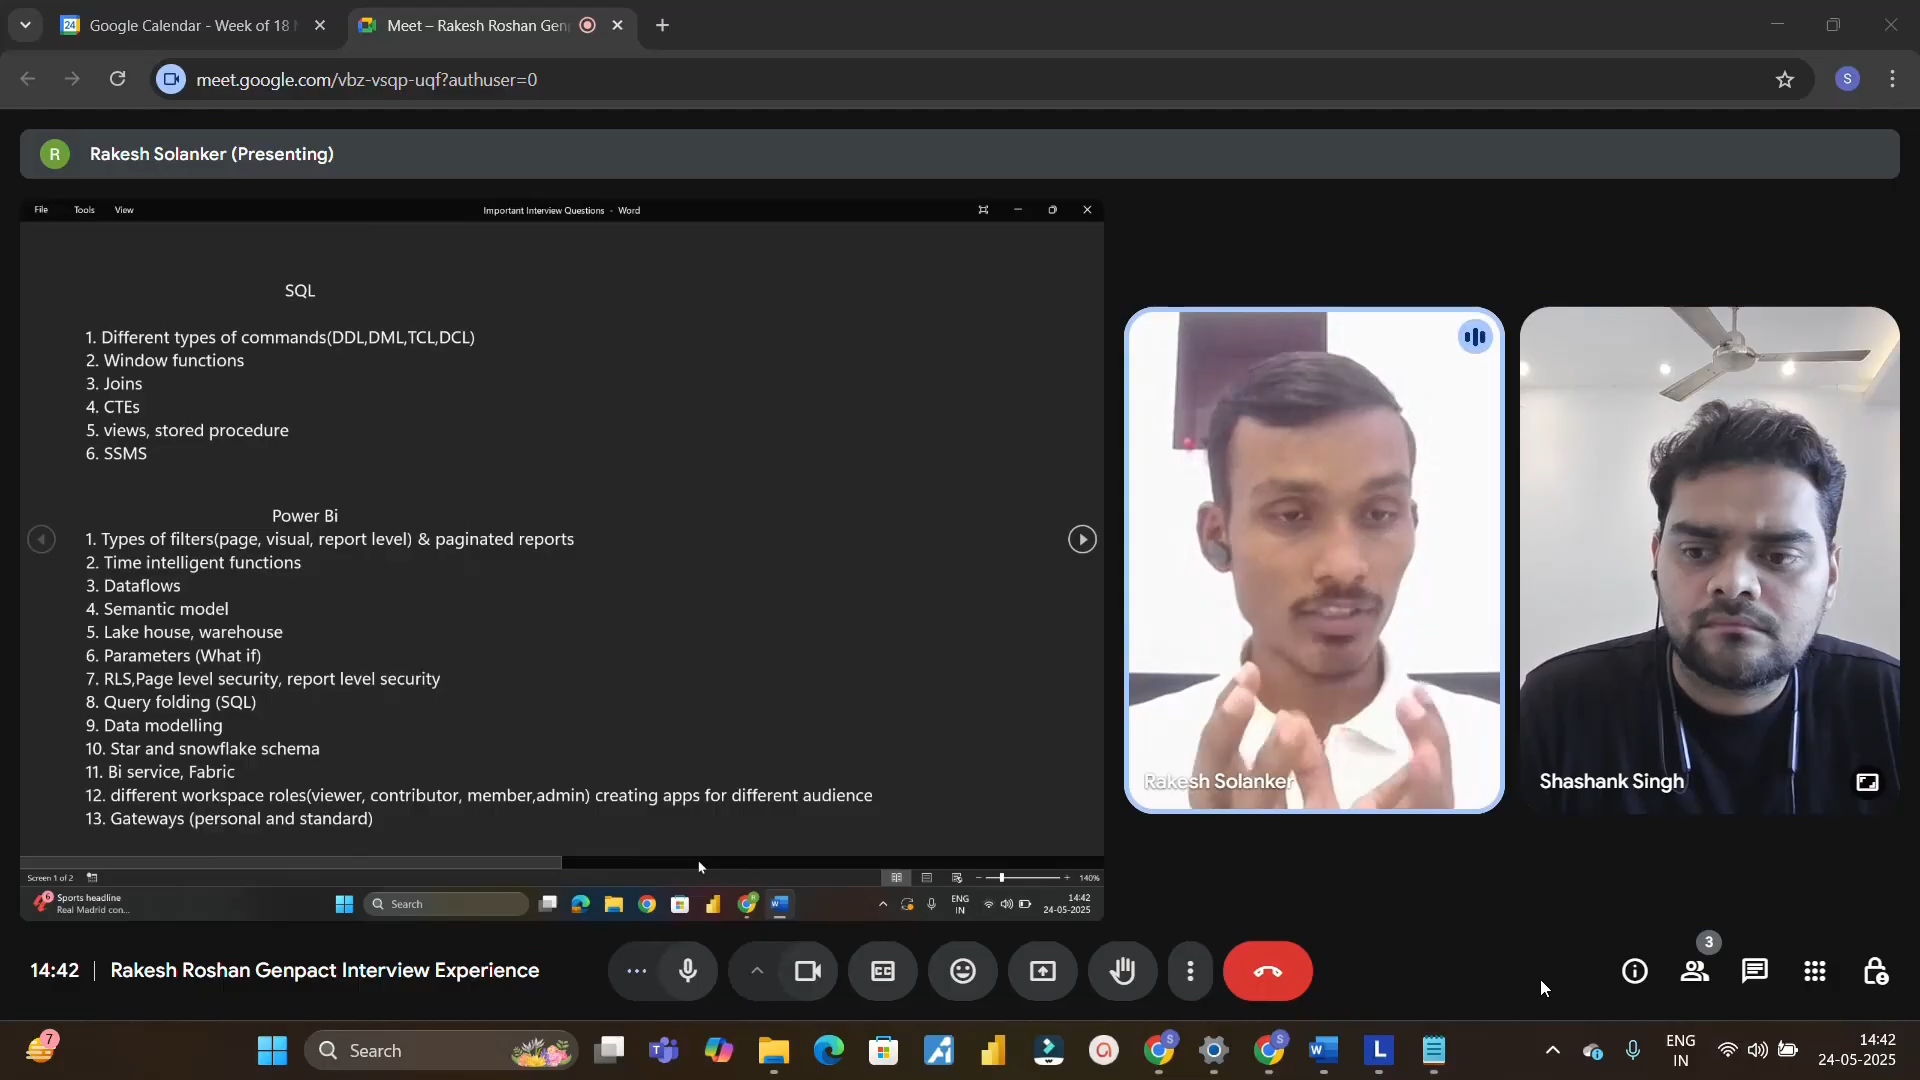 Google Calendar - Week of 18
Meet – Rakesh Roshan Gen
meet.google.com/vbz-vsqp-uqf?authuser=0
S
R
Rakesh Solanker (Presenting)
File
Tools
View
Important Interview Questions - Word
SQL
1. Different types of commands(DDL,DML,TCL,DCL)
2. Window functions
3. Joins
4. CTEs
5. views, stored procedure
6. SSMS
Power Bi
1. Types of filters(page, visual, report level) & paginated reports
2. Time intelligent functions
3. Dataflows
4. Semantic model
5. Lake house, warehouse
6. Parameters (What if)
7. RLS,Page level security, report level security
8. Query folding (SQL)
9. Data modelling
10. Star and snowflake schema
11. Bi service, Fabric
12. different workspace roles(viewer, contributor, member,admin) creating apps for different audience
13. Gateways (personal and standard)
Screen 1 of 2
140%
6
Sports headline
Real Madrid con...
Search
ENG
IN
14:42
24-05-2025
Rakesh Solanker
Shashank Singh
14:42 | Rakesh Roshan Genpact Interview Experience
CC
3
7
Search
ENG
IN
14:42
24-05-2025